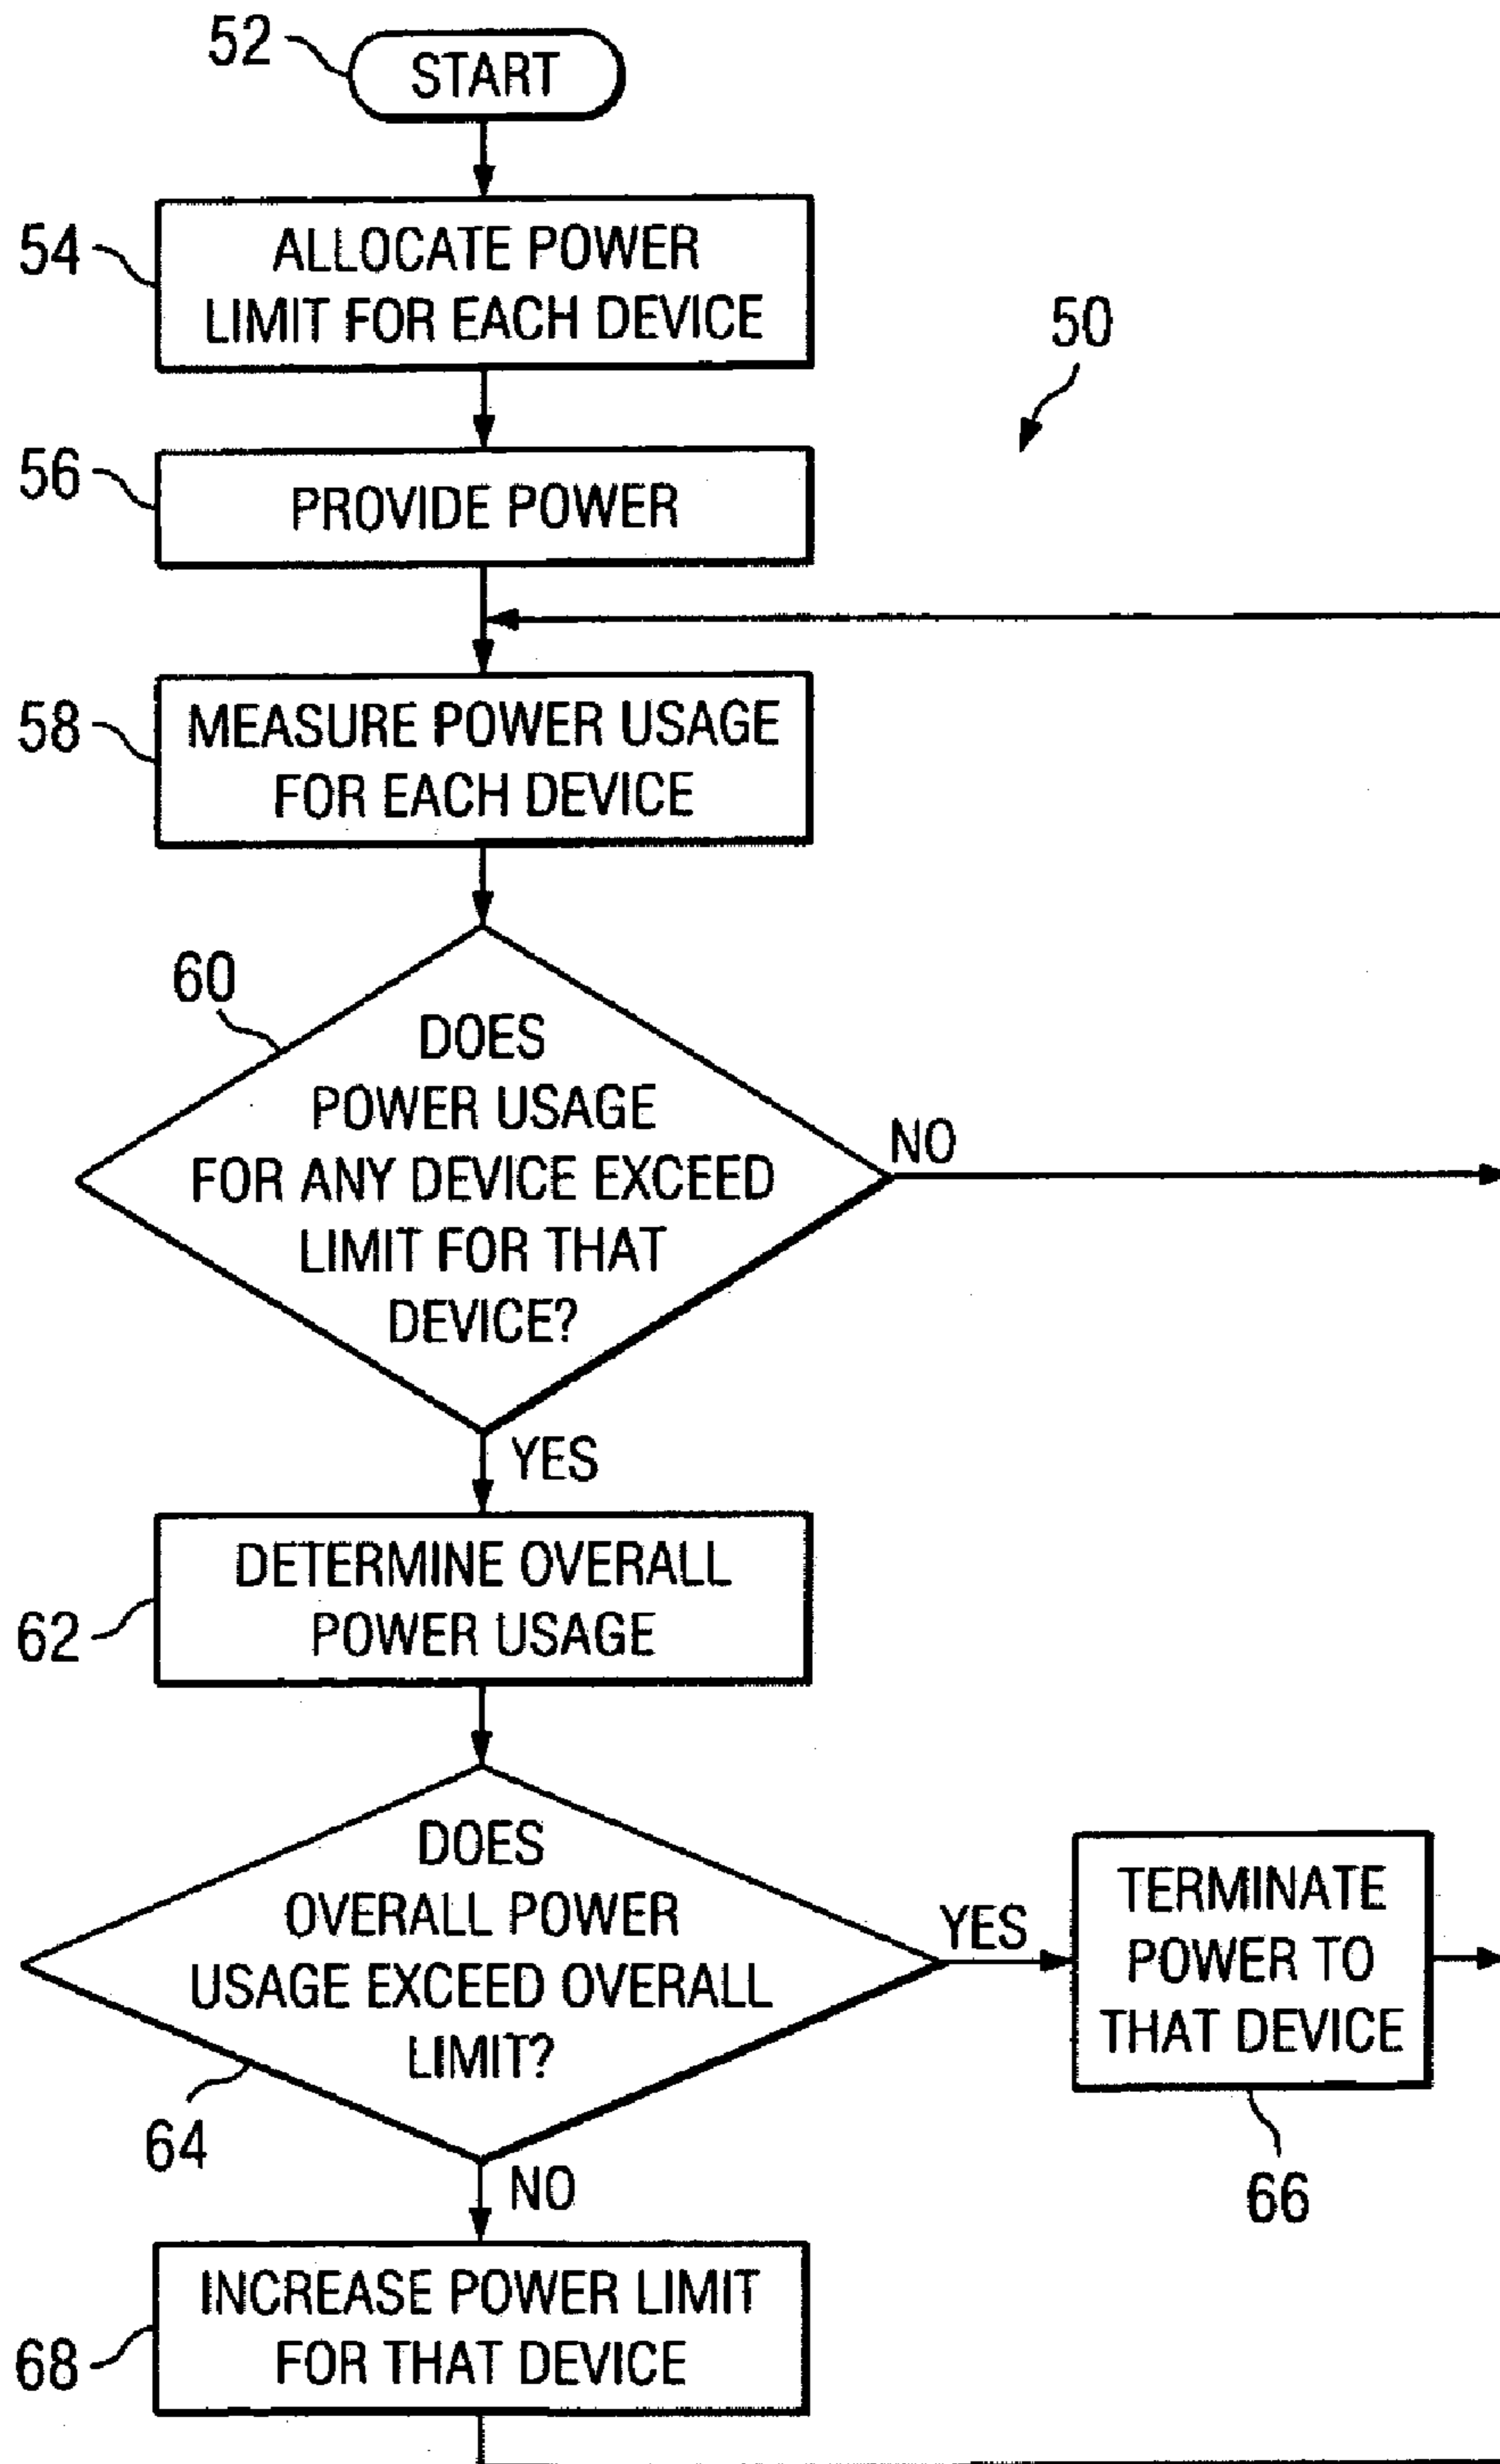 52
START
54
ALLOCATE POWER
LIMIT FOR EACH DEVICE
50
56
PROVIDE POWER
58
MEASURE POWER USAGE
FOR EACH DEVICE
60
DOES
POWER USAGE
FOR ANY DEVICE EXCEED
LIMIT FOR THAT
DEVICE?
NO
YES
62
DETERMINE OVERALL
POWER USAGE
DOES
OVERALL POWER
USAGE EXCEED OVERALL
LIMIT?
64
YES
TERMINATE
POWER TO
THAT DEVICE
66
NO
68
INCREASE POWER LIMIT
FOR THAT DEVICE